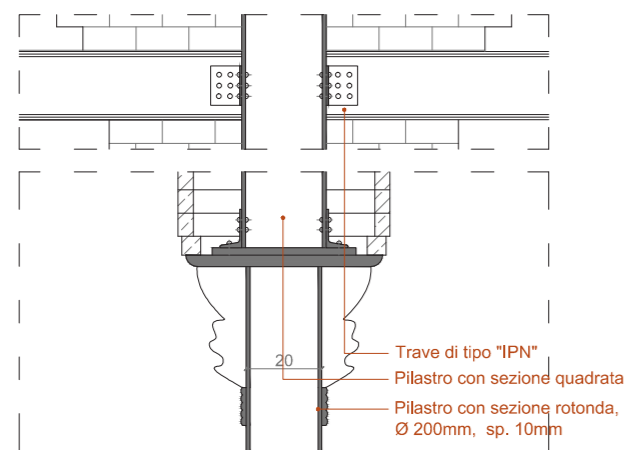 20
Trave di tipo "IPN"
Pilastro con sezione quadrata
Pilastro con sezione rotonda,
Ø 200mm, sp. 10mm